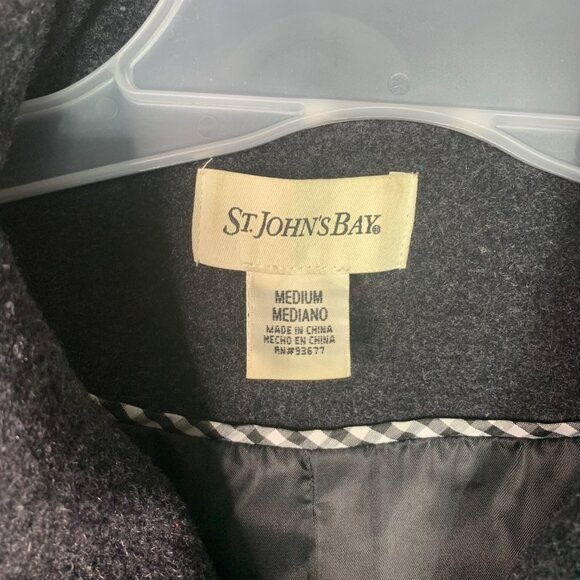 ST. JOHN'S BAY®
MEDIUM
MEDIANO
MADE IN CHINA
HECHO EN CHINA
RN#93677